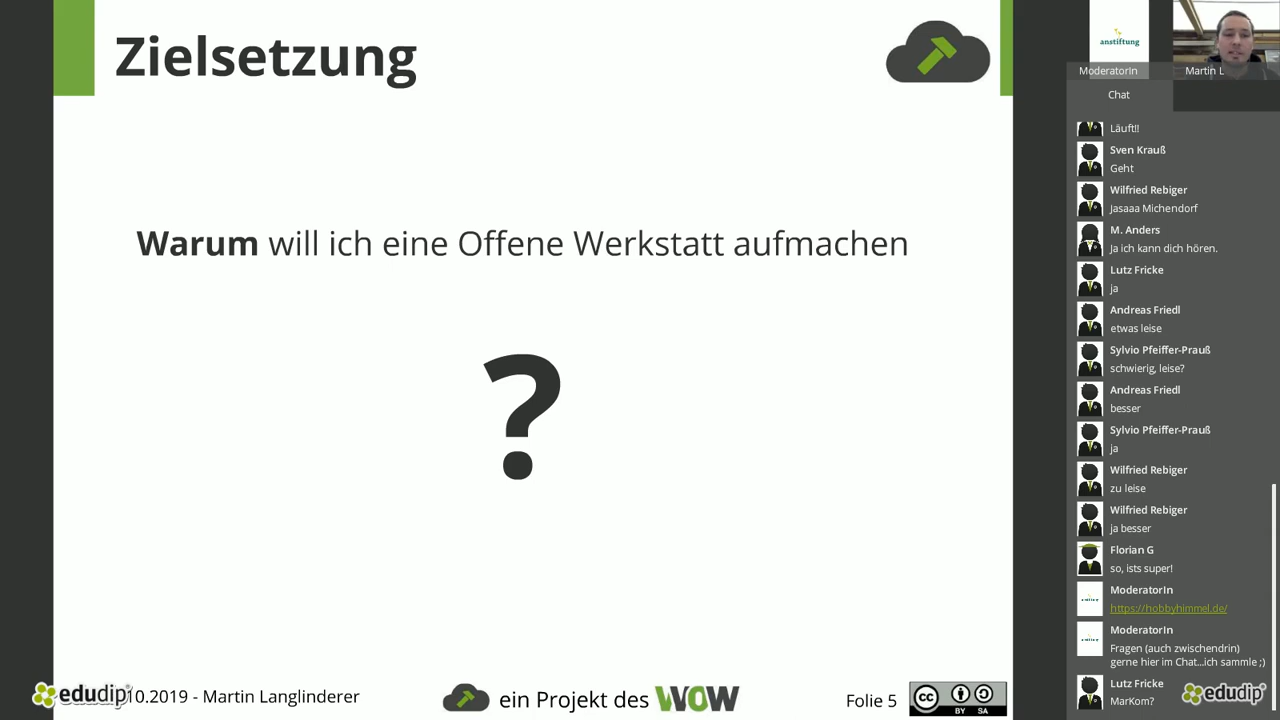 Zielsetzung
Warum will ich eine Offene Werkstatt aufmachen
?
edudip
10.2019 - Martin Langlinderer
ein Projekt des WOW
Folie 5
CC BY SA
anstiftung
ModeratorIn
Martin L
Chat
Läuft!!
Sven Krauß
Geht
Wilfried Rebiger
Jasaaa Michendorf
M. Anders
Ja ich kann dich hören.
Lutz Fricke
ja
Andreas Friedl
etwas leise
Sylvio Pfeiffer-Prauß
schwierig, leise?
Andreas Friedl
besser
Sylvio Pfeiffer-Prauß
ja
Wilfried Rebiger
zu leise
Wilfried Rebiger
ja besser
Florian G
so, ists super!
ModeratorIn
https://hobbyhimmel.de/
ModeratorIn
Fragen (auch zwischendrin)
gerne hier im Chat...ich sammle ;)
Lutz Fricke
MarKom?
edudip